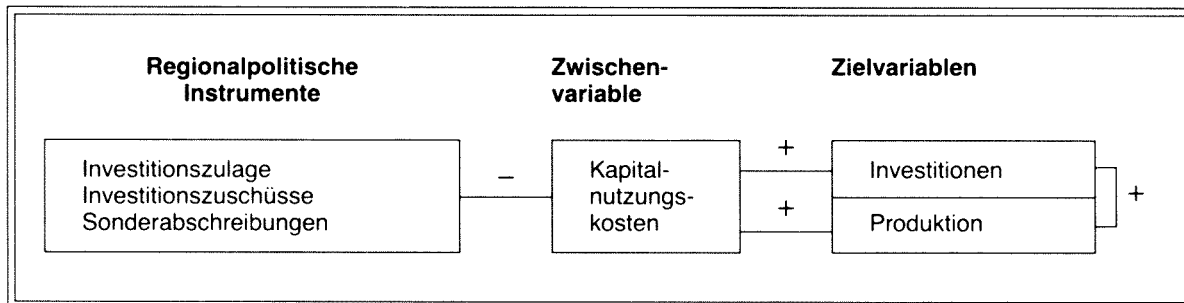 Regionalpolitische
Instrumente
Zwischen-
variable
Zielvariablen
Investitionszulage
Investitionszuschüsse
Sonderabschreibungen
–
Kapital-
nutzungs-
kosten
+
+
Investitionen
Produktion
+